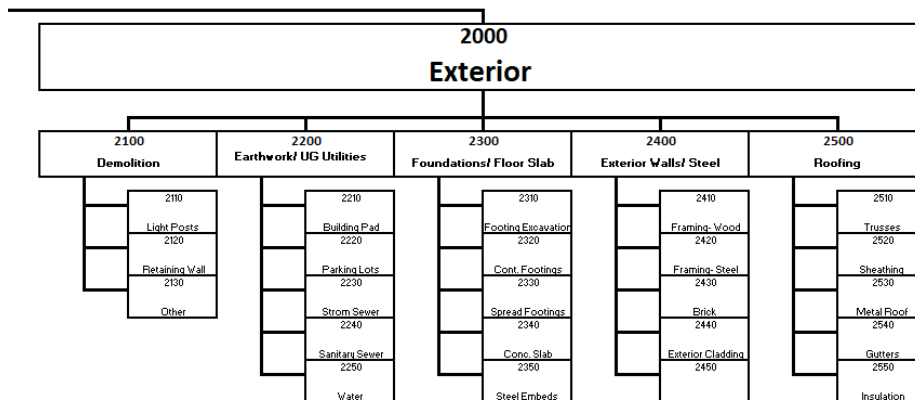 2000
Exterior
2100
Demolition
2200
Earthwork/ UG Utilities
2300
Foundations/ Floor Slab
2400
Exterior Walls/ Steel
2500
Roofing
2110
Light Posts
2120
Retaining Wall
2130
Other
2210
Building Pad
2220
Parking Lots
2230
Strom Sewer
2240
Sanitary Sewer
2250
Water
2310
Footing Excavation
2320
Cont. Footings
2330
Spread Footings
2340
Conc. Slab
2350
Steel Embeds
2410
Framing- Wood
2420
Framing- Steel
2430
Brick
2440
Exterior Cladding
2450
2510
Trusses
2520
Sheathing
2530
Metal Roof
2540
Gutters
2550
Insulation